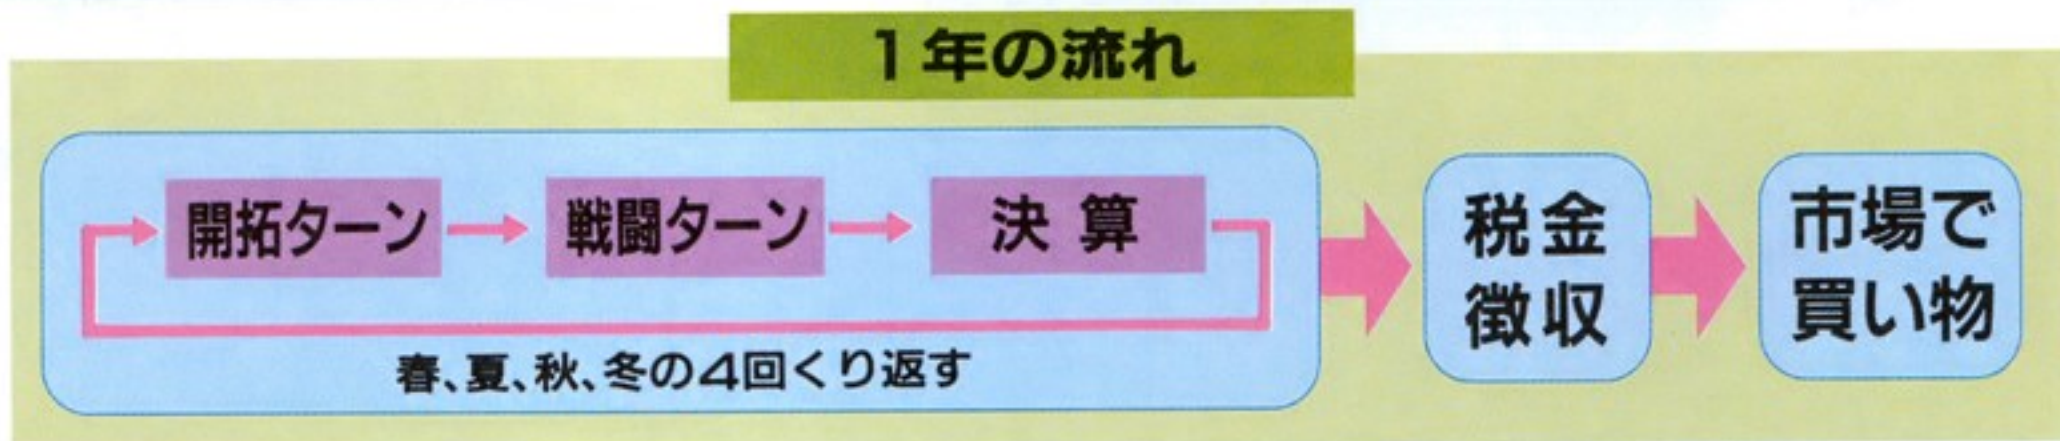 1年の流れ
開拓ターン
戦闘ターン
決算
春、夏、秋、冬の4回くり返す
税金
徴収
市場で
買い物